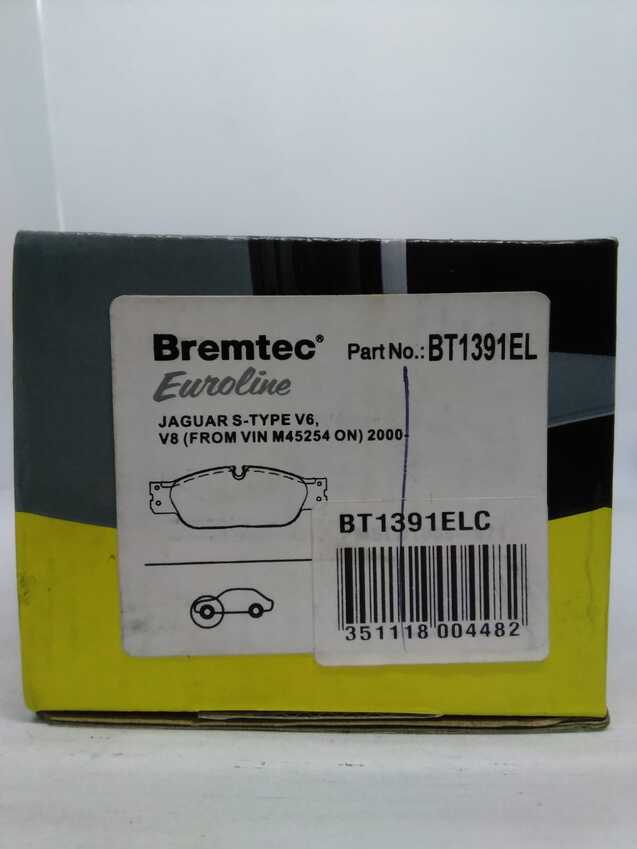 Bremtec® Part No.: BT1391EL
Euroline
JAGUAR S-TYPE V6,
V8 (FROM VIN M45254 ON) 2000-
BT1391ELC
351118 004482